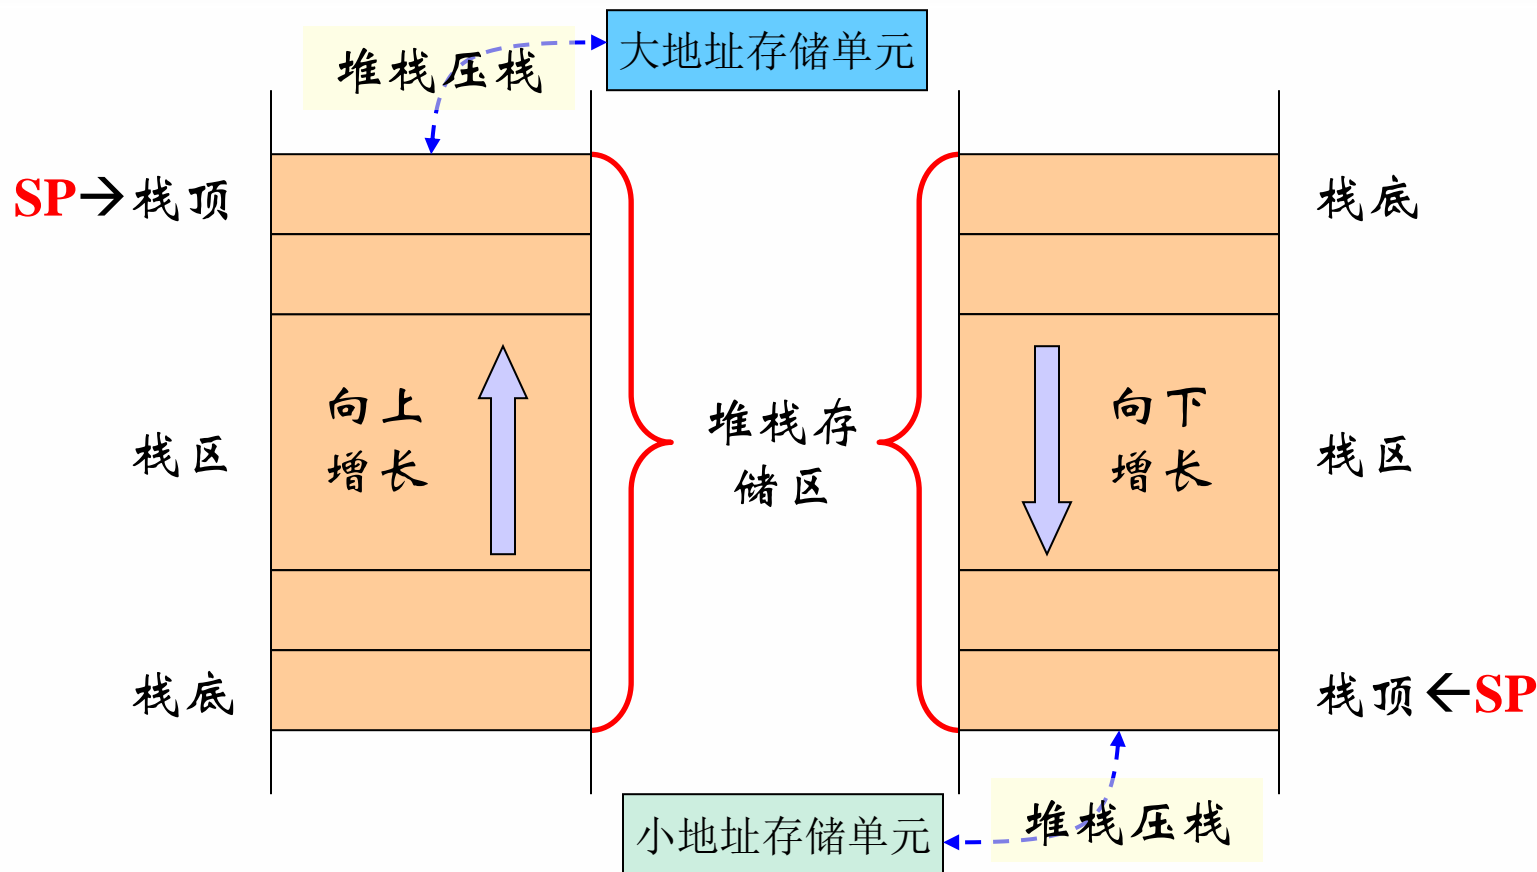 大地址存储单元
堆栈压栈
SP→栈顶
栈底
向上
增长
堆栈存
储区
向下
增长
栈区
栈区
栈底
栈顶←SP
小地址存储单元
堆栈压栈